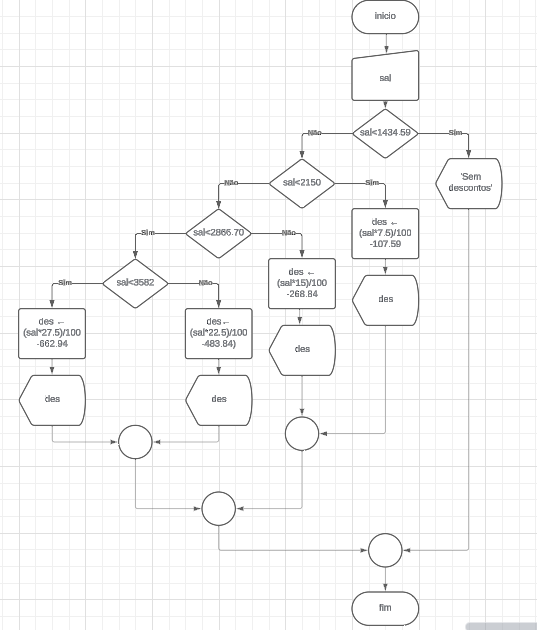 inicio
sal
sal<1434.59
Não
Sim
'Sem
descontos'
sal<2150
Não
Sim
des ←
(sal*7.5)/100
-107.59
des
sal<2866.70
Sim
Não
des ←
(sal*15)/100
-268.84
des
sal<3582
Sim
Não
des ←
(sal*27.5)/100
-662.94
des←
(sal*22.5)/100
-483.84)
des
des
fim